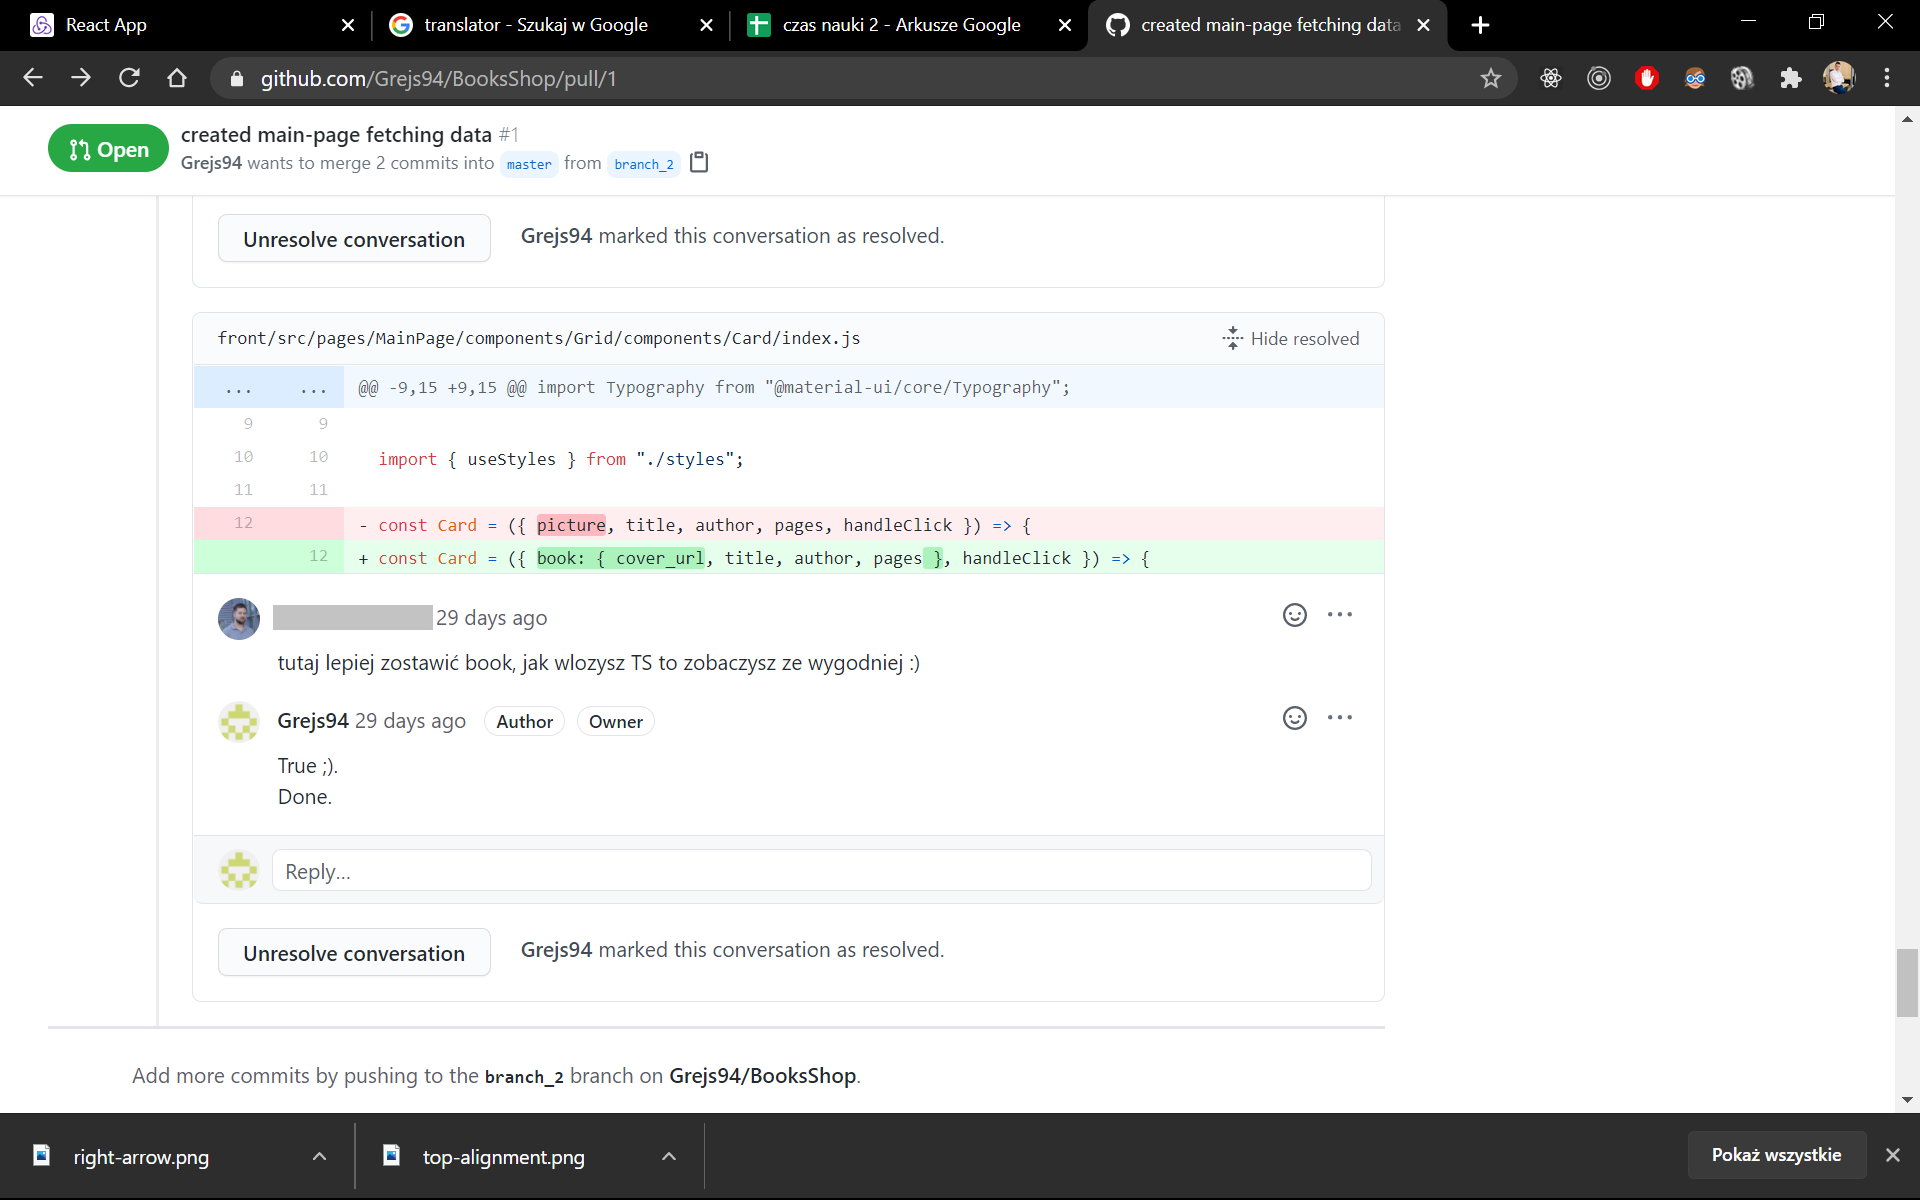 React App
translator - Szukaj w Google
czas nauki 2 - Arkusze Google
created main-page fetching data
github.com/Grejs94/BooksShop/pull/1
Open
created main-page fetching data #1
Grejs94 wants to merge 2 commits into master from branch_2
Unresolve conversation
Grejs94 marked this conversation as resolved.
front/src/pages/MainPage/components/Grid/components/Card/index.js
Hide resolved
... ... @@ -9,15 +9,15 @@ import Typography from "@material-ui/core/Typography";
9 9
10 10 import { useStyles } from "./styles";
11 11
12 - const Card = ({ picture, title, author, pages, handleClick }) => {
12 + const Card = ({ book: { cover_url, title, author, pages }, handleClick }) => {
29 days ago
tutaj lepiej zostawić book, jak wlozysz TS to zobaczysz ze wygodniej :)
Grejs94 29 days ago Author Owner
True ;).
Done.
Reply...
Unresolve conversation
Grejs94 marked this conversation as resolved.
Add more commits by pushing to the branch_2 branch on Grejs94/BooksShop.
right-arrow.png
top-alignment.png
Pokaż wszystkie